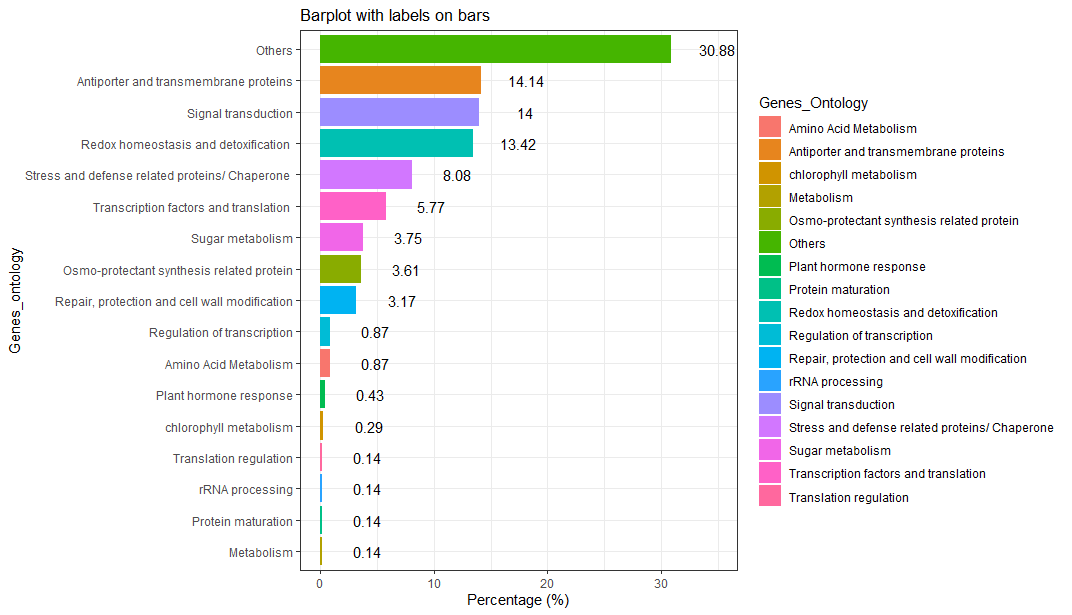 Barplot with labels on bars
Genes_ontology
Others 30.88
Antiporter and transmembrane proteins 14.14
Signal transduction 14
Redox homeostasis and detoxification 13.42
Stress and defense related proteins/ Chaperone 8.08
Transcription factors and translation 5.77
Sugar metabolism 3.75
Osmo-protectant synthesis related protein 3.61
Repair, protection and cell wall modification 3.17
Regulation of transcription 0.87
Amino Acid Metabolism 0.87
Plant hormone response 0.43
chlorophyll metabolism 0.29
Translation regulation 0.14
rRNA processing 0.14
Protein maturation 0.14
Metabolism 0.14
0 10 20 30
Percentage (%)
Genes_Ontology
Amino Acid Metabolism
Antiporter and transmembrane proteins
chlorophyll metabolism
Metabolism
Osmo-protectant synthesis related protein
Others
Plant hormone response
Protein maturation
Redox homeostasis and detoxification
Regulation of transcription
Repair, protection and cell wall modification
rRNA processing
Signal transduction
Stress and defense related proteins/ Chaperone
Sugar metabolism
Transcription factors and translation
Translation regulation